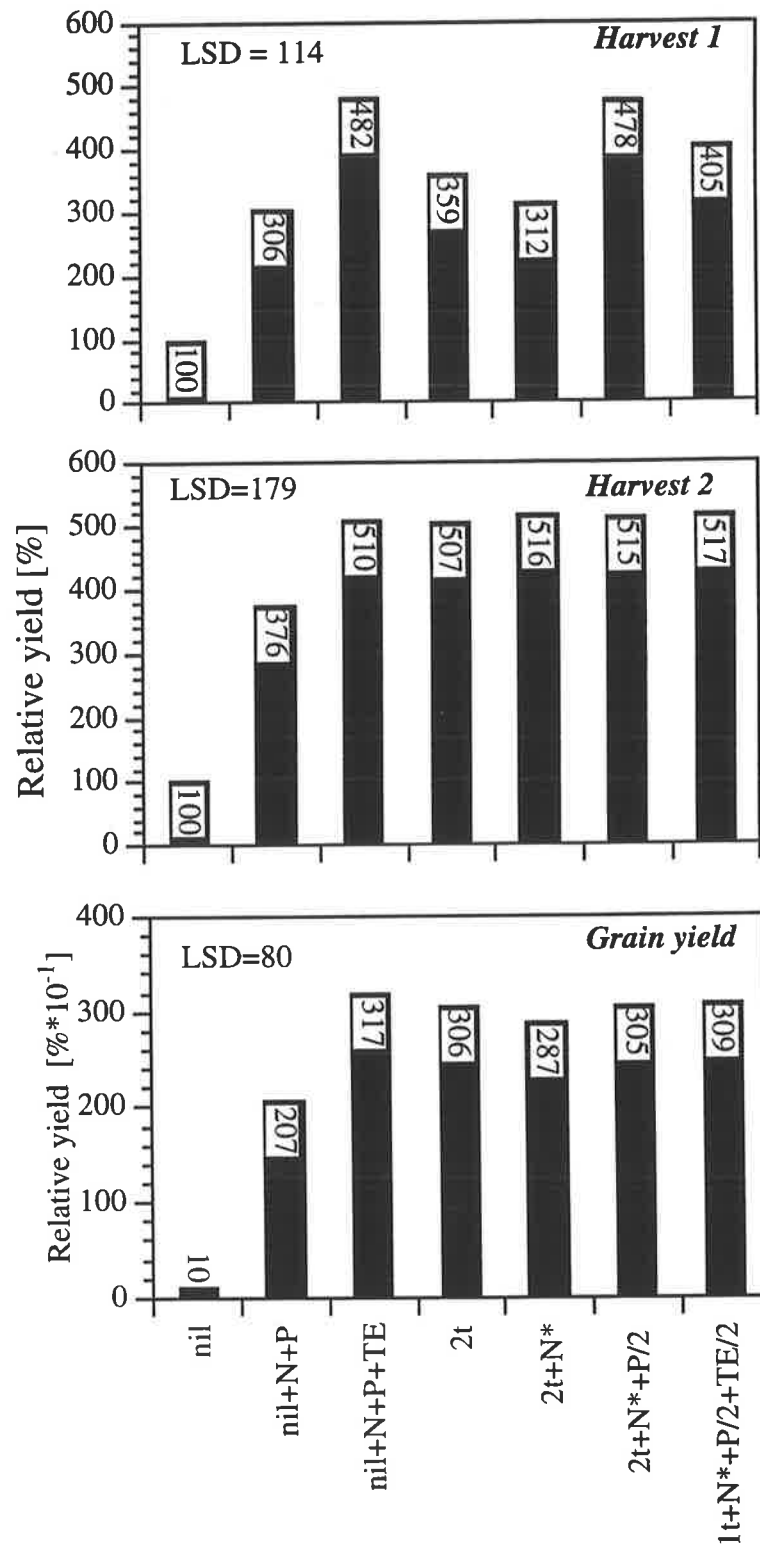 600
500
400
300
200
100
0
LSD = 114
Harvest 1
100
306
482
359
312
478
405
Relative yield [%]
600
500
400
300
200
100
0
LSD=179
Harvest 2
100
376
510
507
516
515
517
Relative yield [%*10-1]
400
300
200
100
0
LSD=80
Grain yield
10
207
317
306
287
305
309
nil
nil+N+P
nil+N+P+TE
2t
2t+N*
2t+N*+P/2
1t+N*+P/2+TE/2